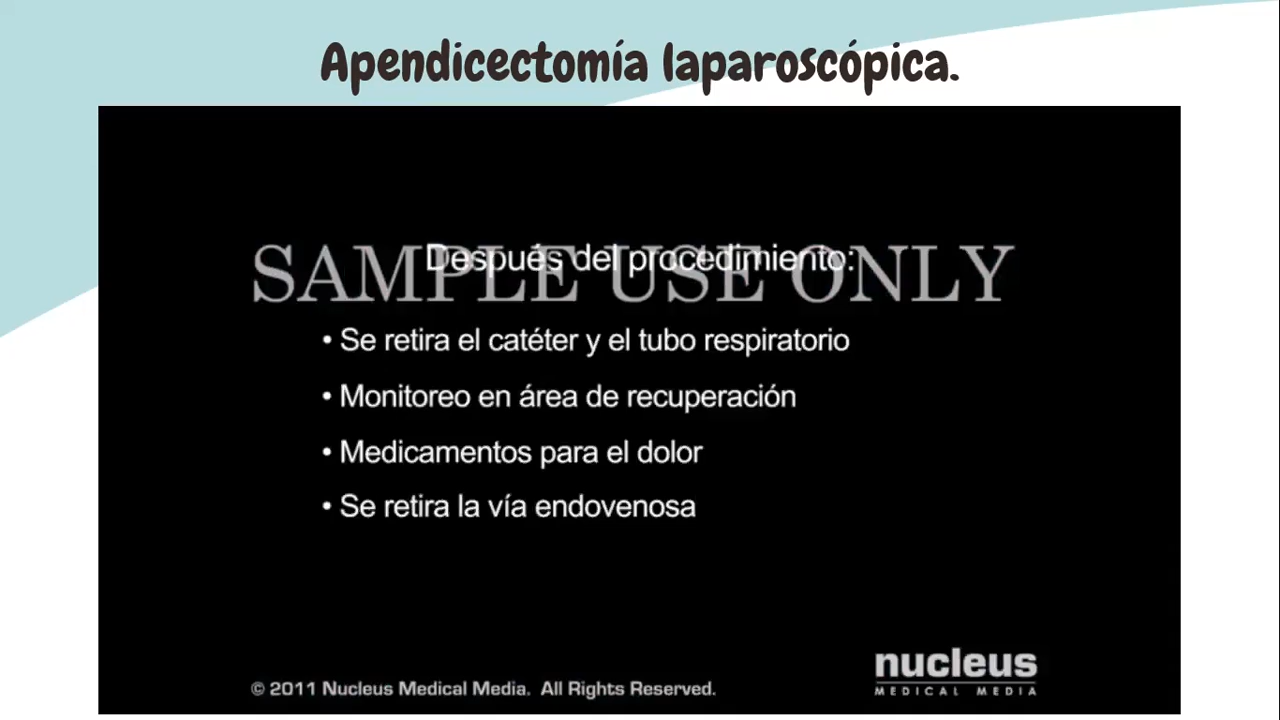 Apendicectomía laparoscópica.
SAMPLE USE ONLY
Después del procedimiento:
• Se retira el catéter y el tubo respiratorio
• Monitoreo en área de recuperación
• Medicamentos para el dolor
• Se retira la vía endovenosa
nucleus
MEDICAL MEDIA
© 2011 Nucleus Medical Media. All Rights Reserved.